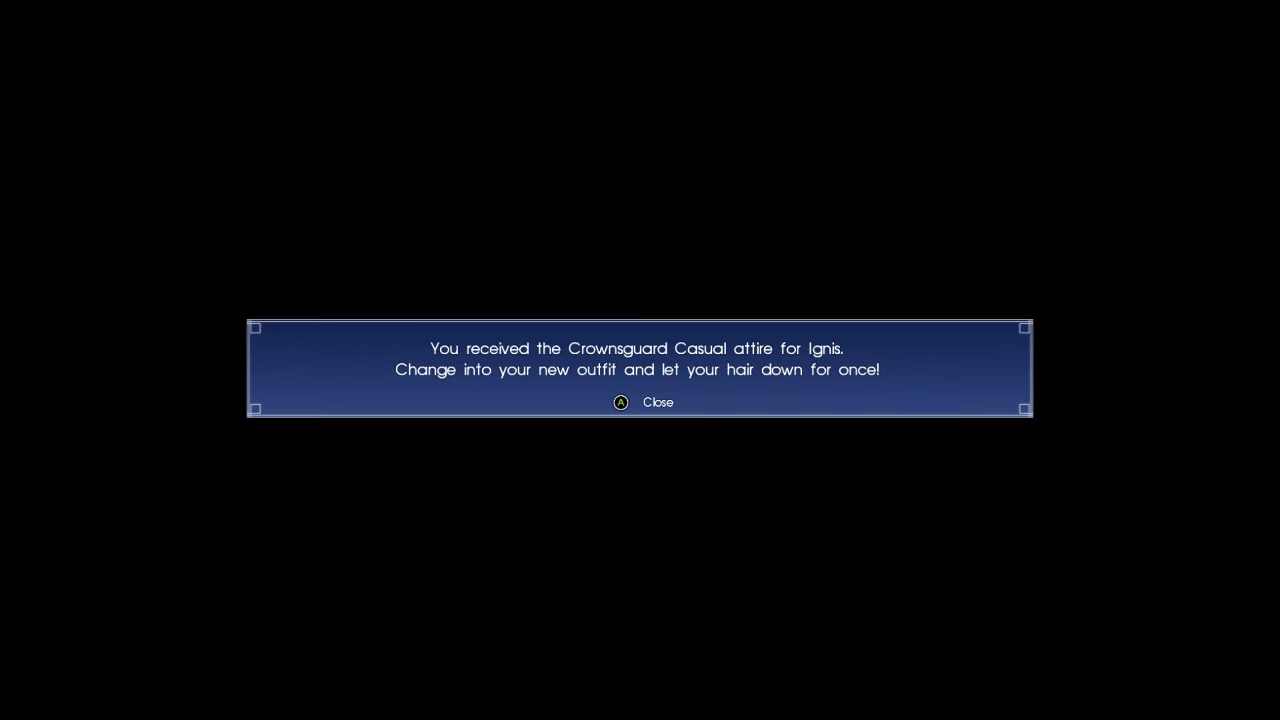 You received the Crownsguard Casual attire for Ignis.
Change into your new outfit and let your hair down for once!
A Close